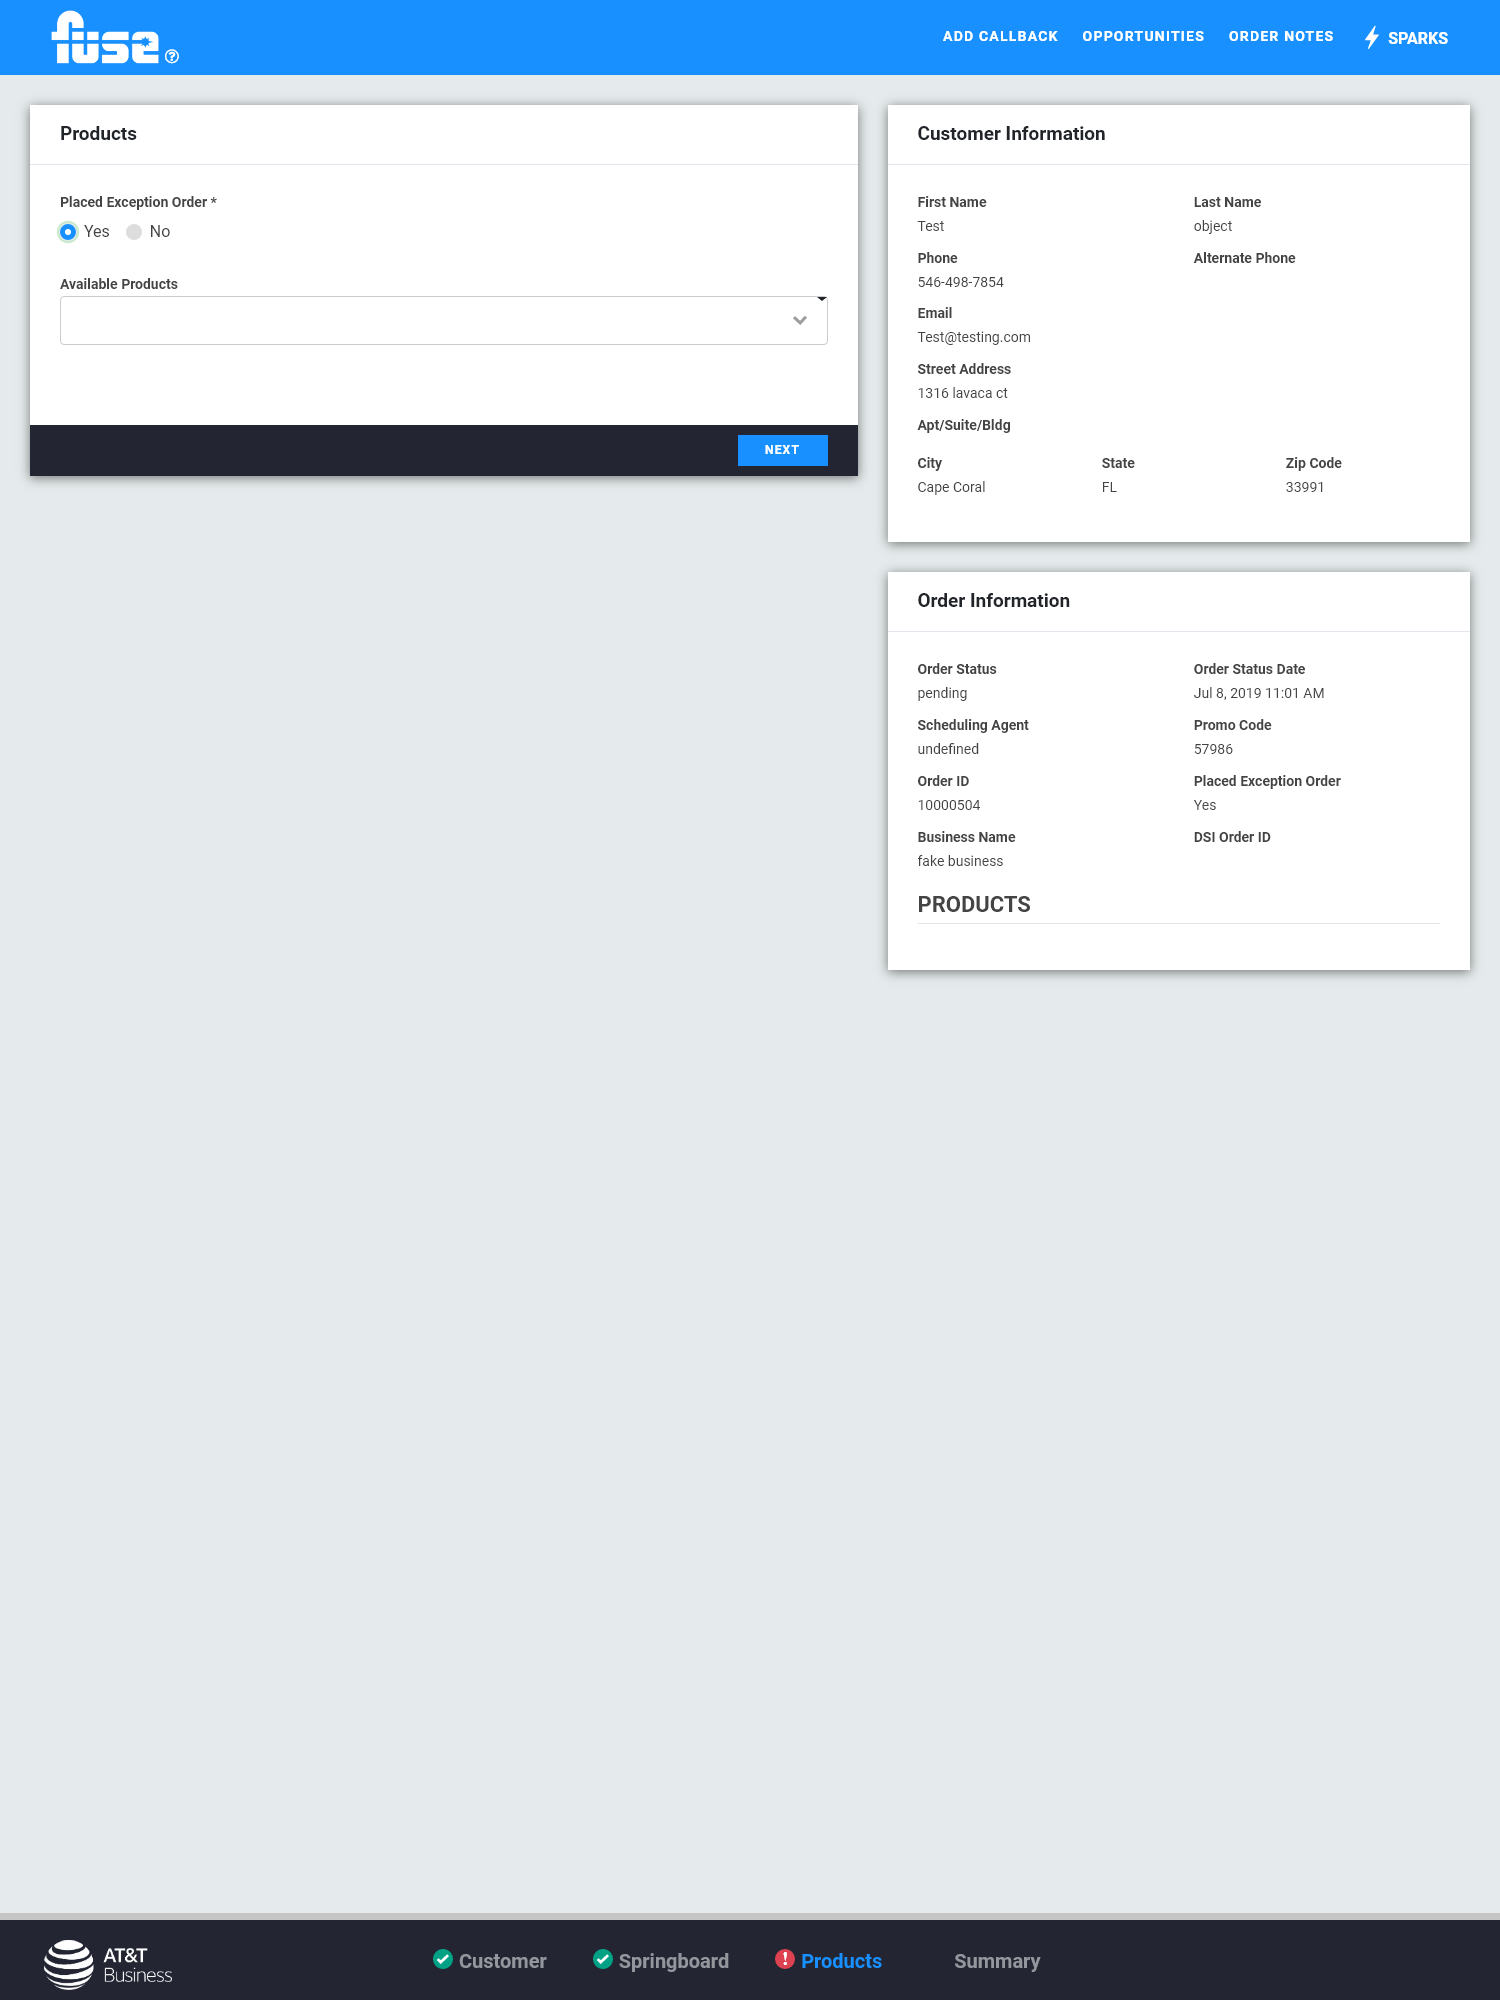 fuse
ADD CALLBACK OPPORTUNITIES ORDER NOTES SPARKS
Products
Placed Exception Order *
Yes No
Available Products
NEXT
Customer Information
First Name Last Name
Test object
Phone Alternate Phone
546-498-7854
Email
Test@testing.com
Street Address
1316 lavaca ct
Apt/Suite/Bldg
City State Zip Code
Cape Coral FL 33991
Order Information
Order Status Order Status Date
pending Jul 8, 2019 11:01 AM
Scheduling Agent Promo Code
undefined 57986
Order ID Placed Exception Order
10000504 Yes
Business Name DSI Order ID
fake business
PRODUCTS
AT&T
Business
Customer Springboard Products Summary